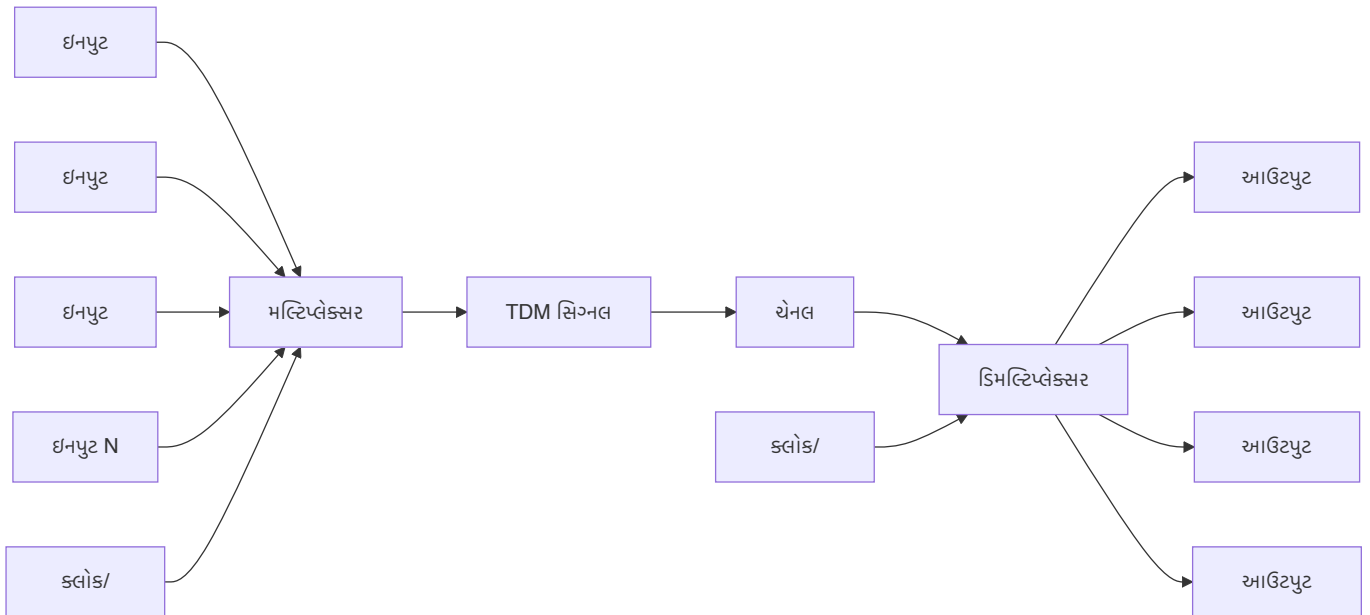 ઇનપુટ
ઇનપુટ
ઇનપુટ
ઇનપુટ N
ક્લોક/
મલ્ટિપ્લેક્સર
TDM સિગ્નલ
ચેનલ
ક્લોક/
ડિમલ્ટિપ્લેક્સર
આઉટપુટ
આઉટપુટ
આઉટપુટ
આઉટપુટ